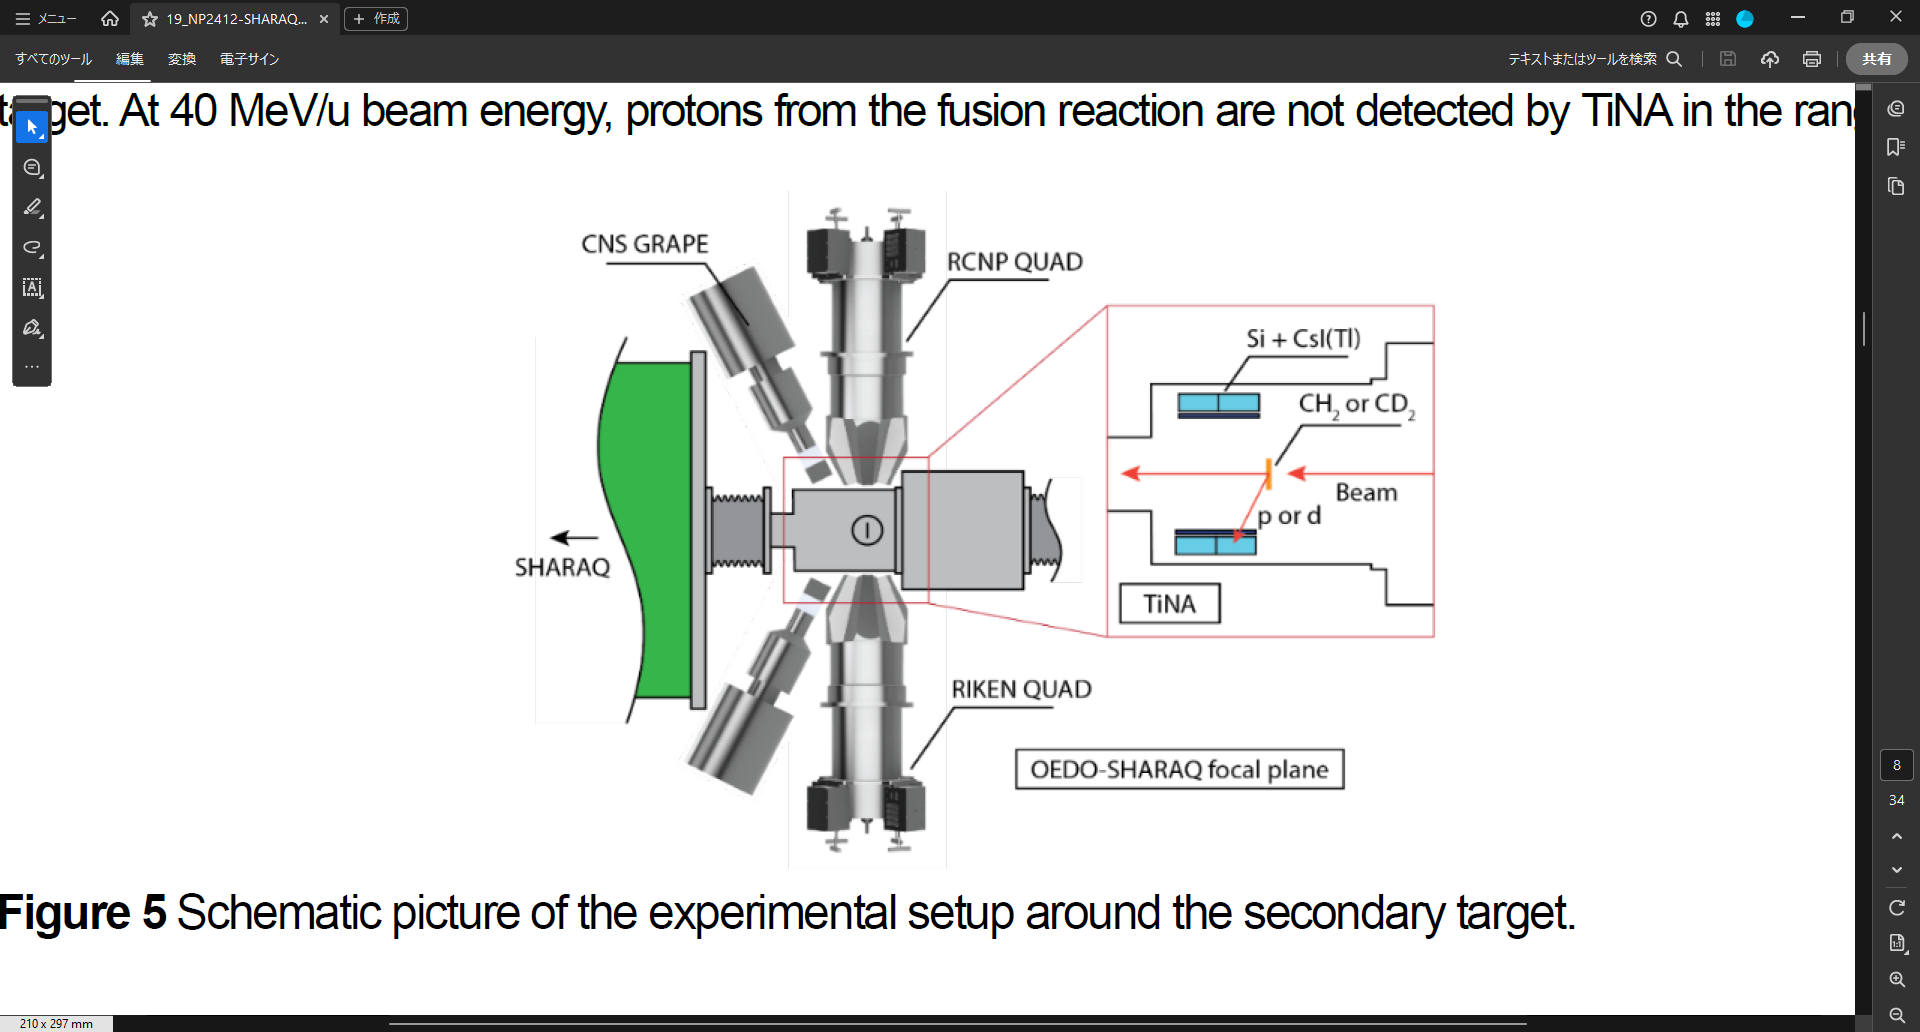 メニュー
19_NP2412-SHARAQ...
作成
すべてのツール
編集
変換
電子サイン
テキストまたはツールを検索
共有
get. At 40 MeV/u beam energy, protons from the fusion reaction are not detected by TiNA in the
CNS GRAPE
RCNP QUAD
Si + CsI(Tl)
CH2 or CD2
Beam
p or d
TiNA
SHARAQ
RIKEN QUAD
OEDO-SHARAQ focal plane
Figure 5 Schematic picture of the experimental setup around the secondary target.
8
34
210 x 297 mm